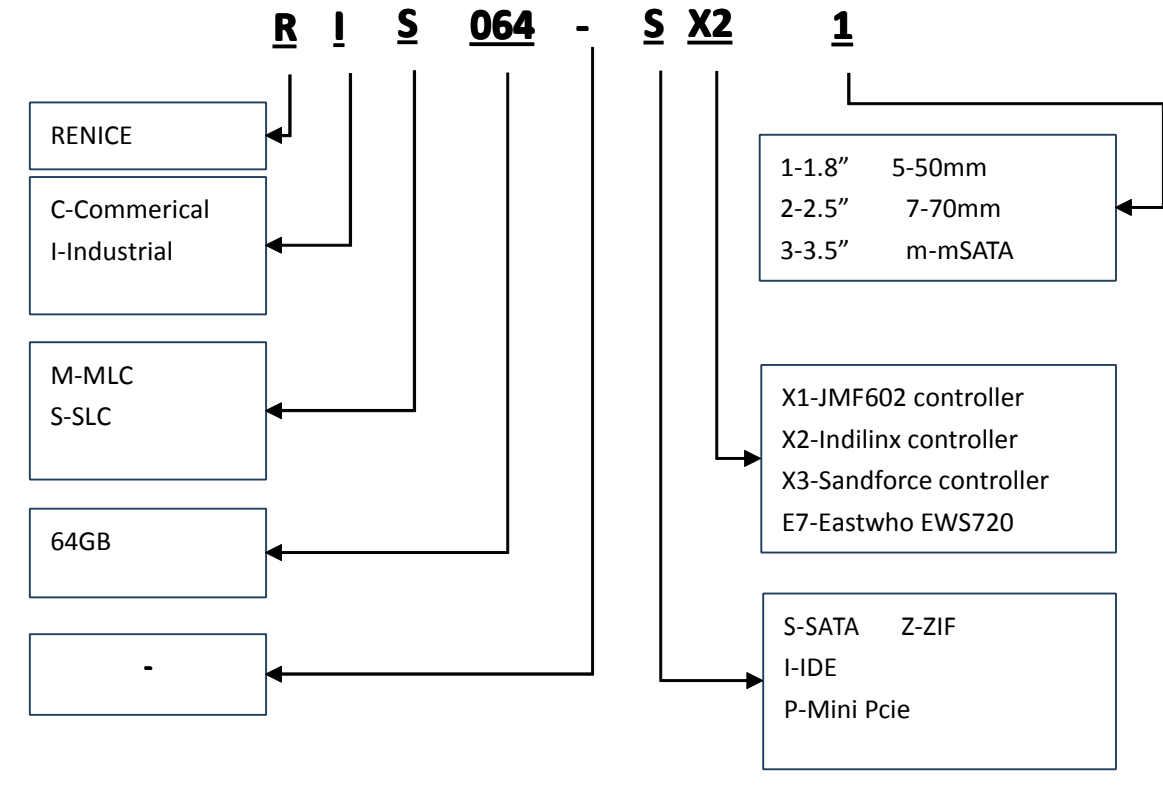 R I S 064 - S X2 1
RENICE
C-Commerical
I-Industrial
M-MLC
S-SLC
64GB
-
1-1.8” 5-50mm
2-2.5” 7-70mm
3-3.5” m-mSATA
X1-JMF602 controller
X2-Indilinx controller
X3-Sandforce controller
E7-Eastwho EWS720
S-SATA Z-ZIF
I-IDE
P-Mini Pcie